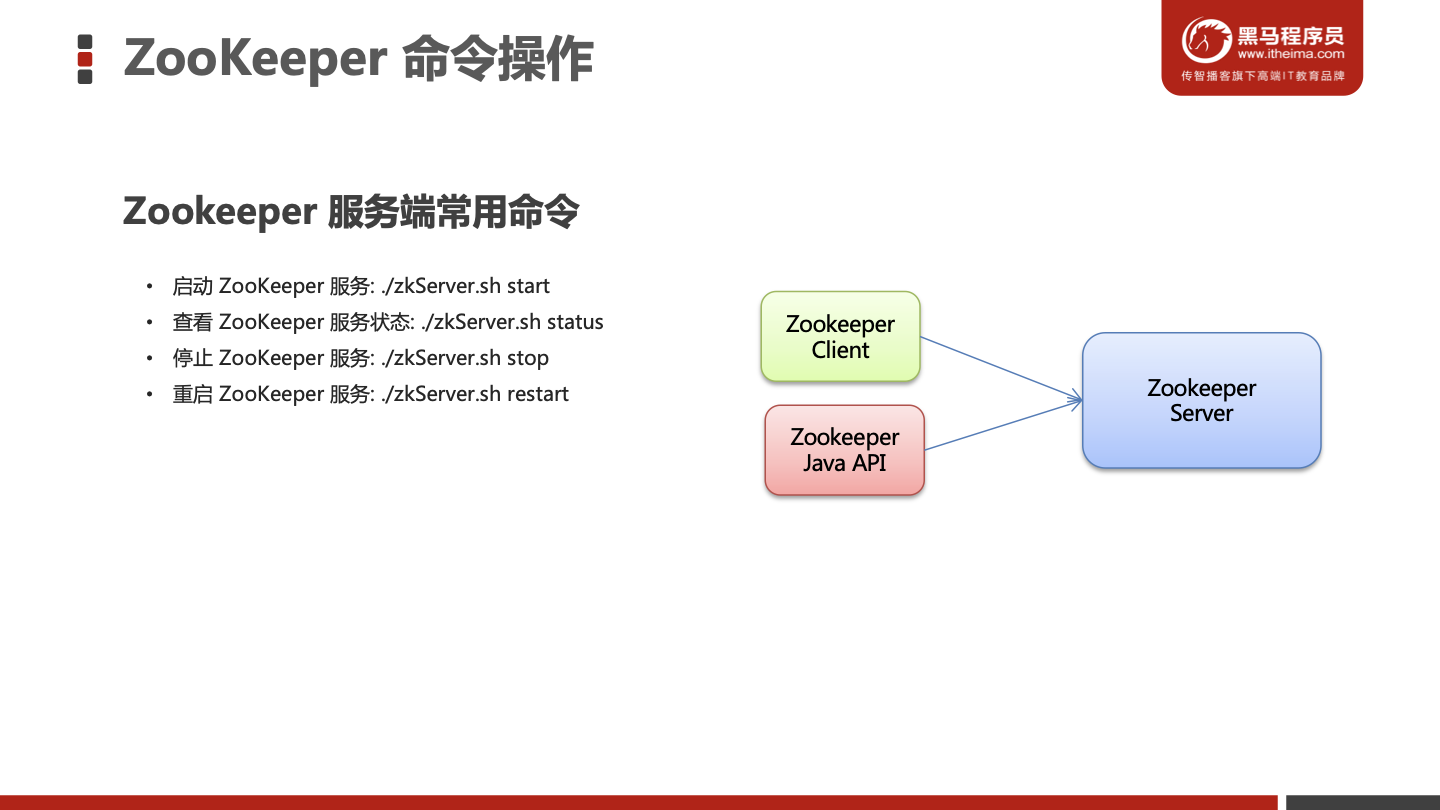 ZooKeeper 命令操作
黑马程序员
www.itheima.com
传智播客旗下高端IT教育品牌
Zookeeper 服务端常用命令
• 启动 ZooKeeper 服务: ./zkServer.sh start
• 查看 ZooKeeper 服务状态: ./zkServer.sh status
• 停止 ZooKeeper 服务: ./zkServer.sh stop
• 重启 ZooKeeper 服务: ./zkServer.sh restart
Zookeeper
Client
Zookeeper
Java API
Zookeeper
Server